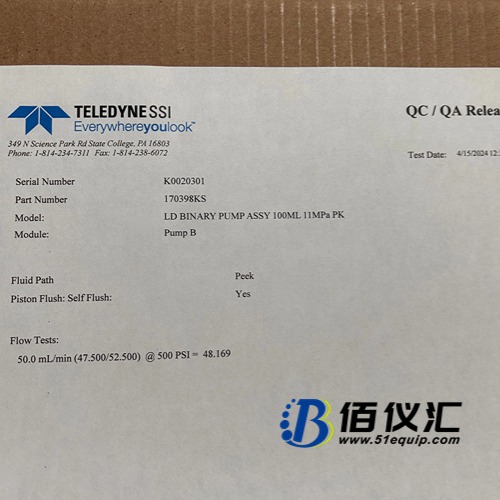 TELEDYNE SSI
Everywhereyoulook™
349 N Science Park Rd State College, PA 16803
Phone: 1-814-234-7311 Fax: 1-814-238-6072
QC / QA Relea
Test Date: 4/15/2024 12:
Serial Number K0020301
Part Number 170398KS
Model: LD BINARY PUMP ASSY 100ML 11MPa PK
Module: Pump B
Fluid Path Peek
Piston Flush: Self Flush: Yes
Flow Tests:
50.0 mL/min (47.500/52.500) @ 500 PSI = 48.169
B 佰仪汇
www.51equip.com